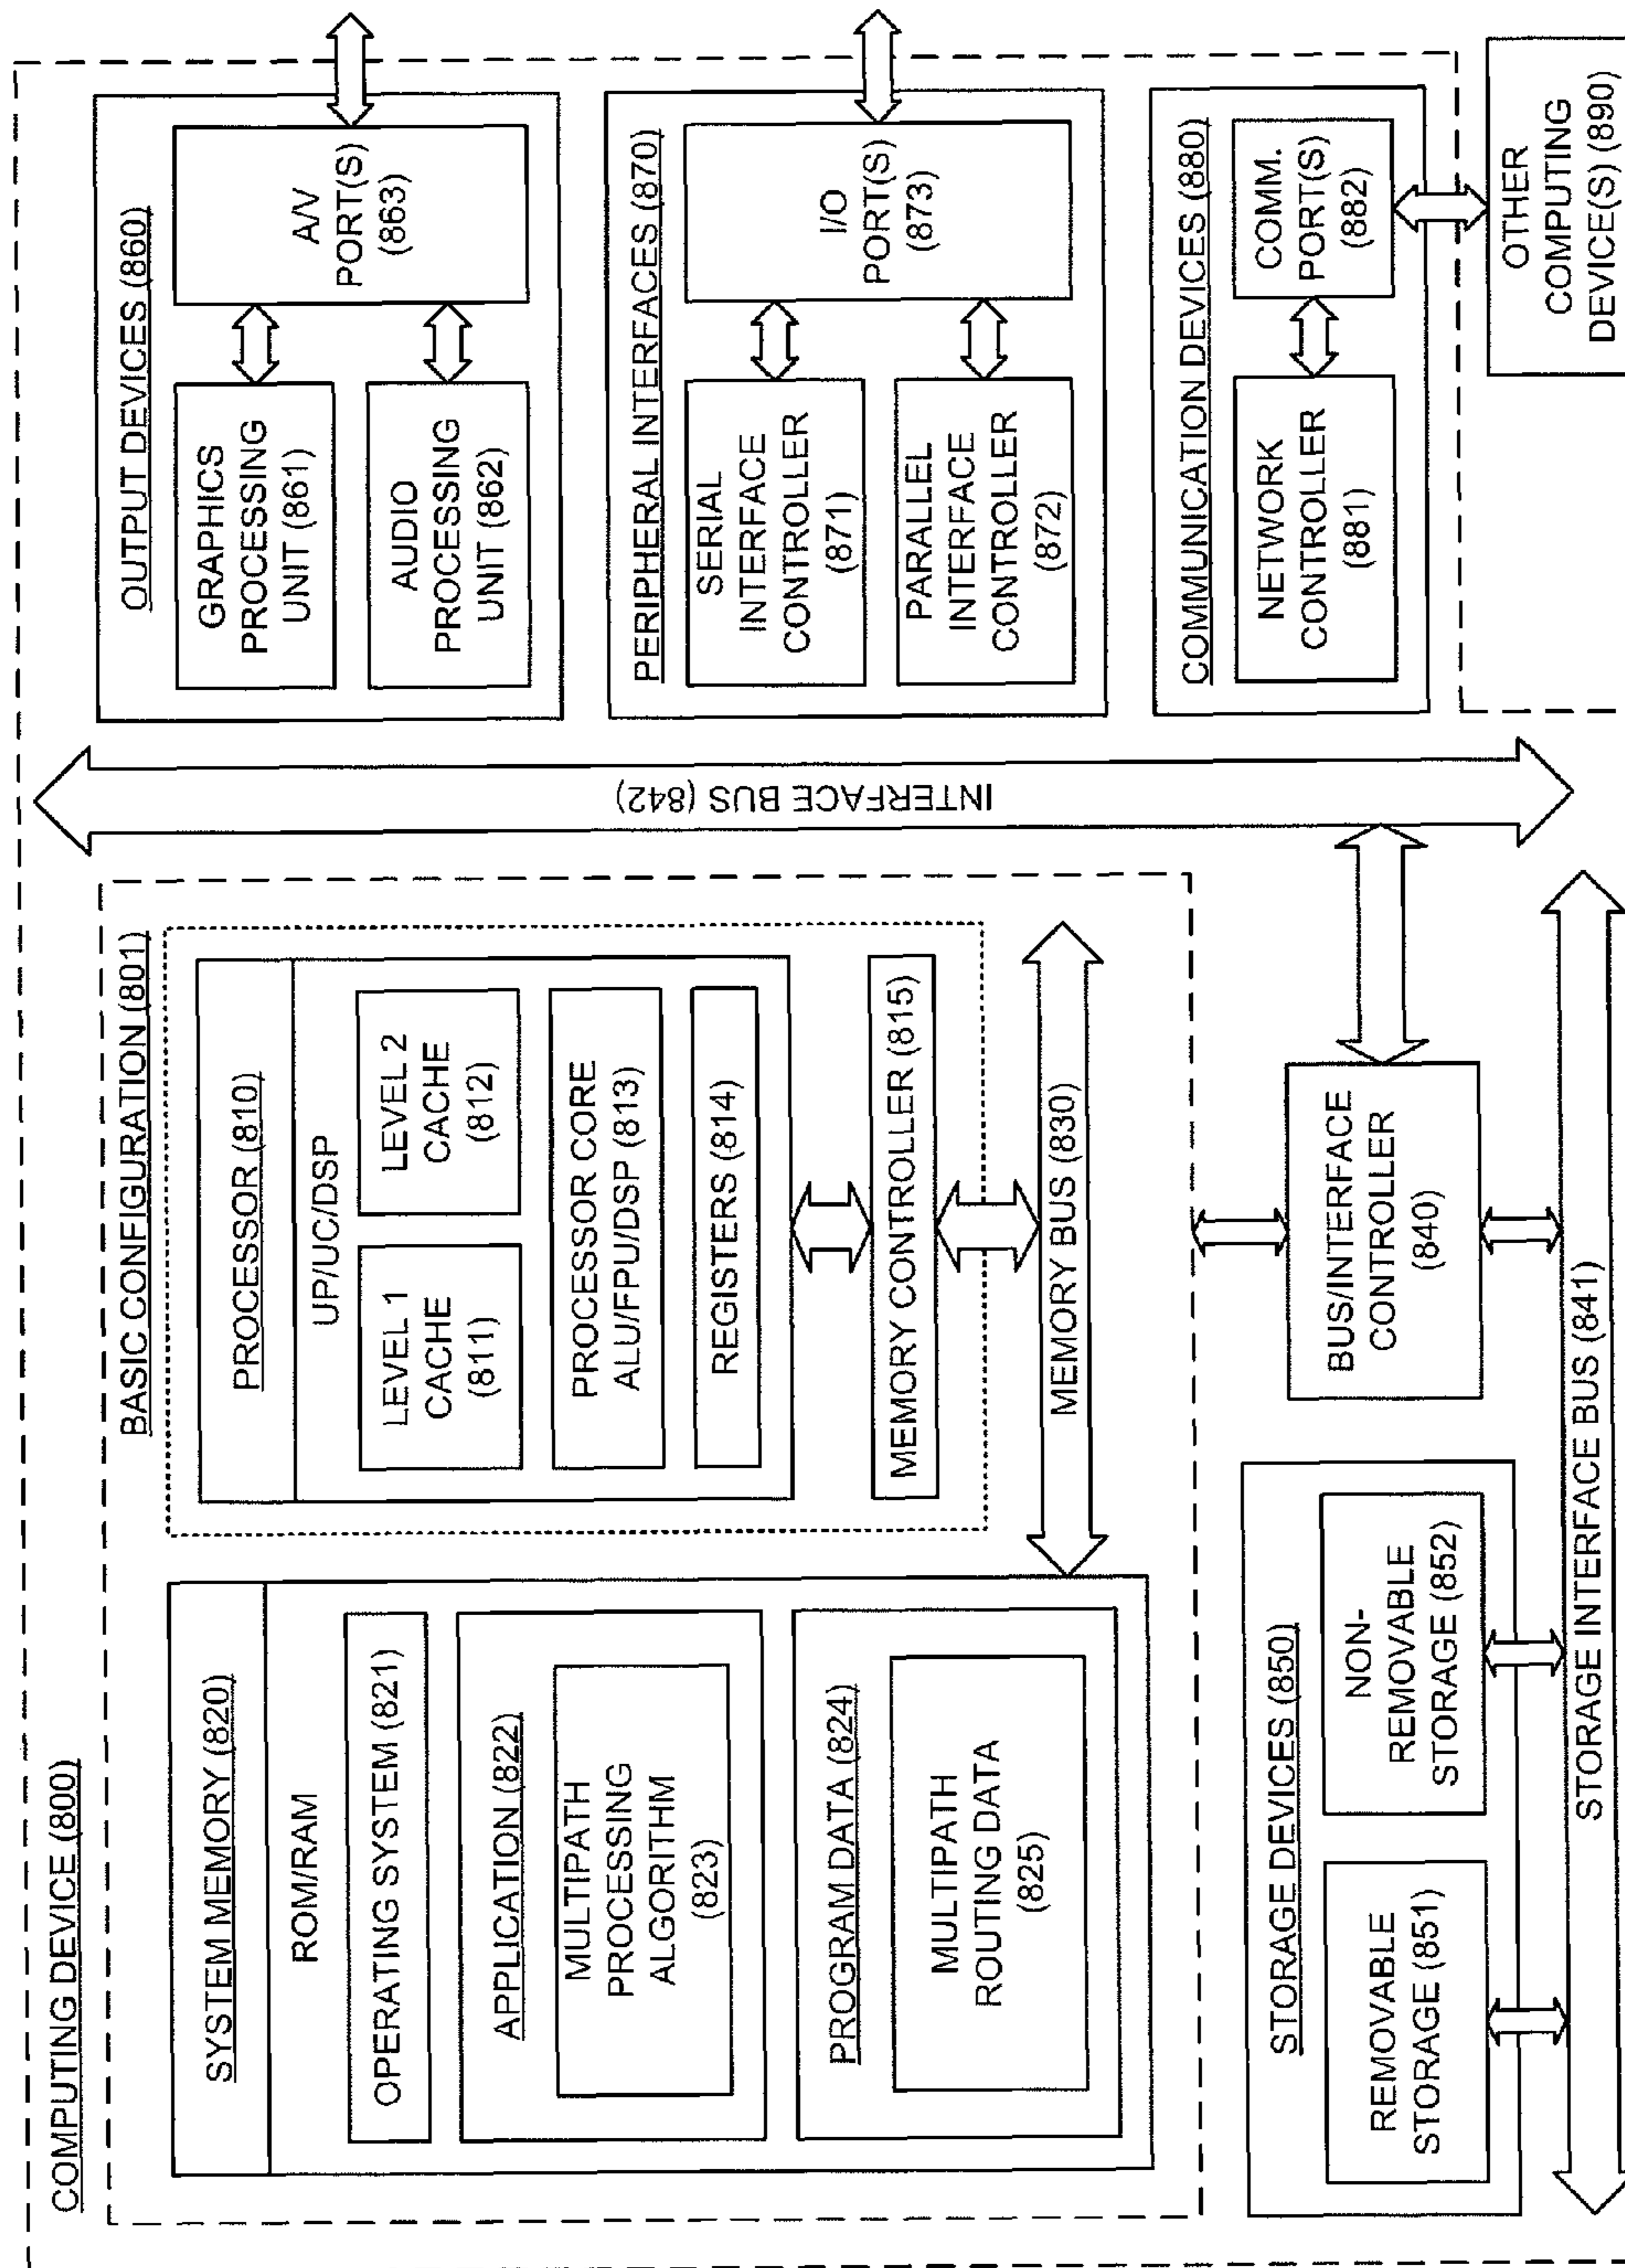 COMPUTING DEVICE (800)
BASIC CONFIGURATION (801)
SYSTEM MEMORY (820)
ROM/RAM
OPERATING SYSTEM (821)
APPLICATION (822)
MULTIPATH
PROCESSING
ALGORITHM
(823)
PROGRAM DATA (824)
MULTIPATH
ROUTING DATA
(825)
PROCESSOR (810)
UP/UC/DSP
LEVEL 1
CACHE
(811)
LEVEL 2
CACHE
(812)
PROCESSOR CORE
ALU/FPU/DSP (813)
REGISTERS (814)
MEMORY CONTROLLER (815)
MEMORY BUS (830)
BUS/INTERFACE
CONTROLLER
(840)
STORAGE DEVICES (850)
REMOVABLE
STORAGE (851)
NON-
REMOVABLE
STORAGE (852)
STORAGE INTERFACE BUS (841)
INTERFACE BUS (842)
OUTPUT DEVICES (860)
GRAPHICS
PROCESSING
UNIT (861)
AUDIO
PROCESSING
UNIT (862)
A/V
PORT(S)
(863)
PERIPHERAL INTERFACES (870)
SERIAL
INTERFACE
CONTROLLER
(871)
PARALLEL
INTERFACE
CONTROLLER
(872)
I/O
PORT(S)
(873)
COMMUNICATION DEVICES (880)
NETWORK
CONTROLLER
(881)
COMM.
PORT(S)
(882)
OTHER
COMPUTING
DEVICE(S) (890)